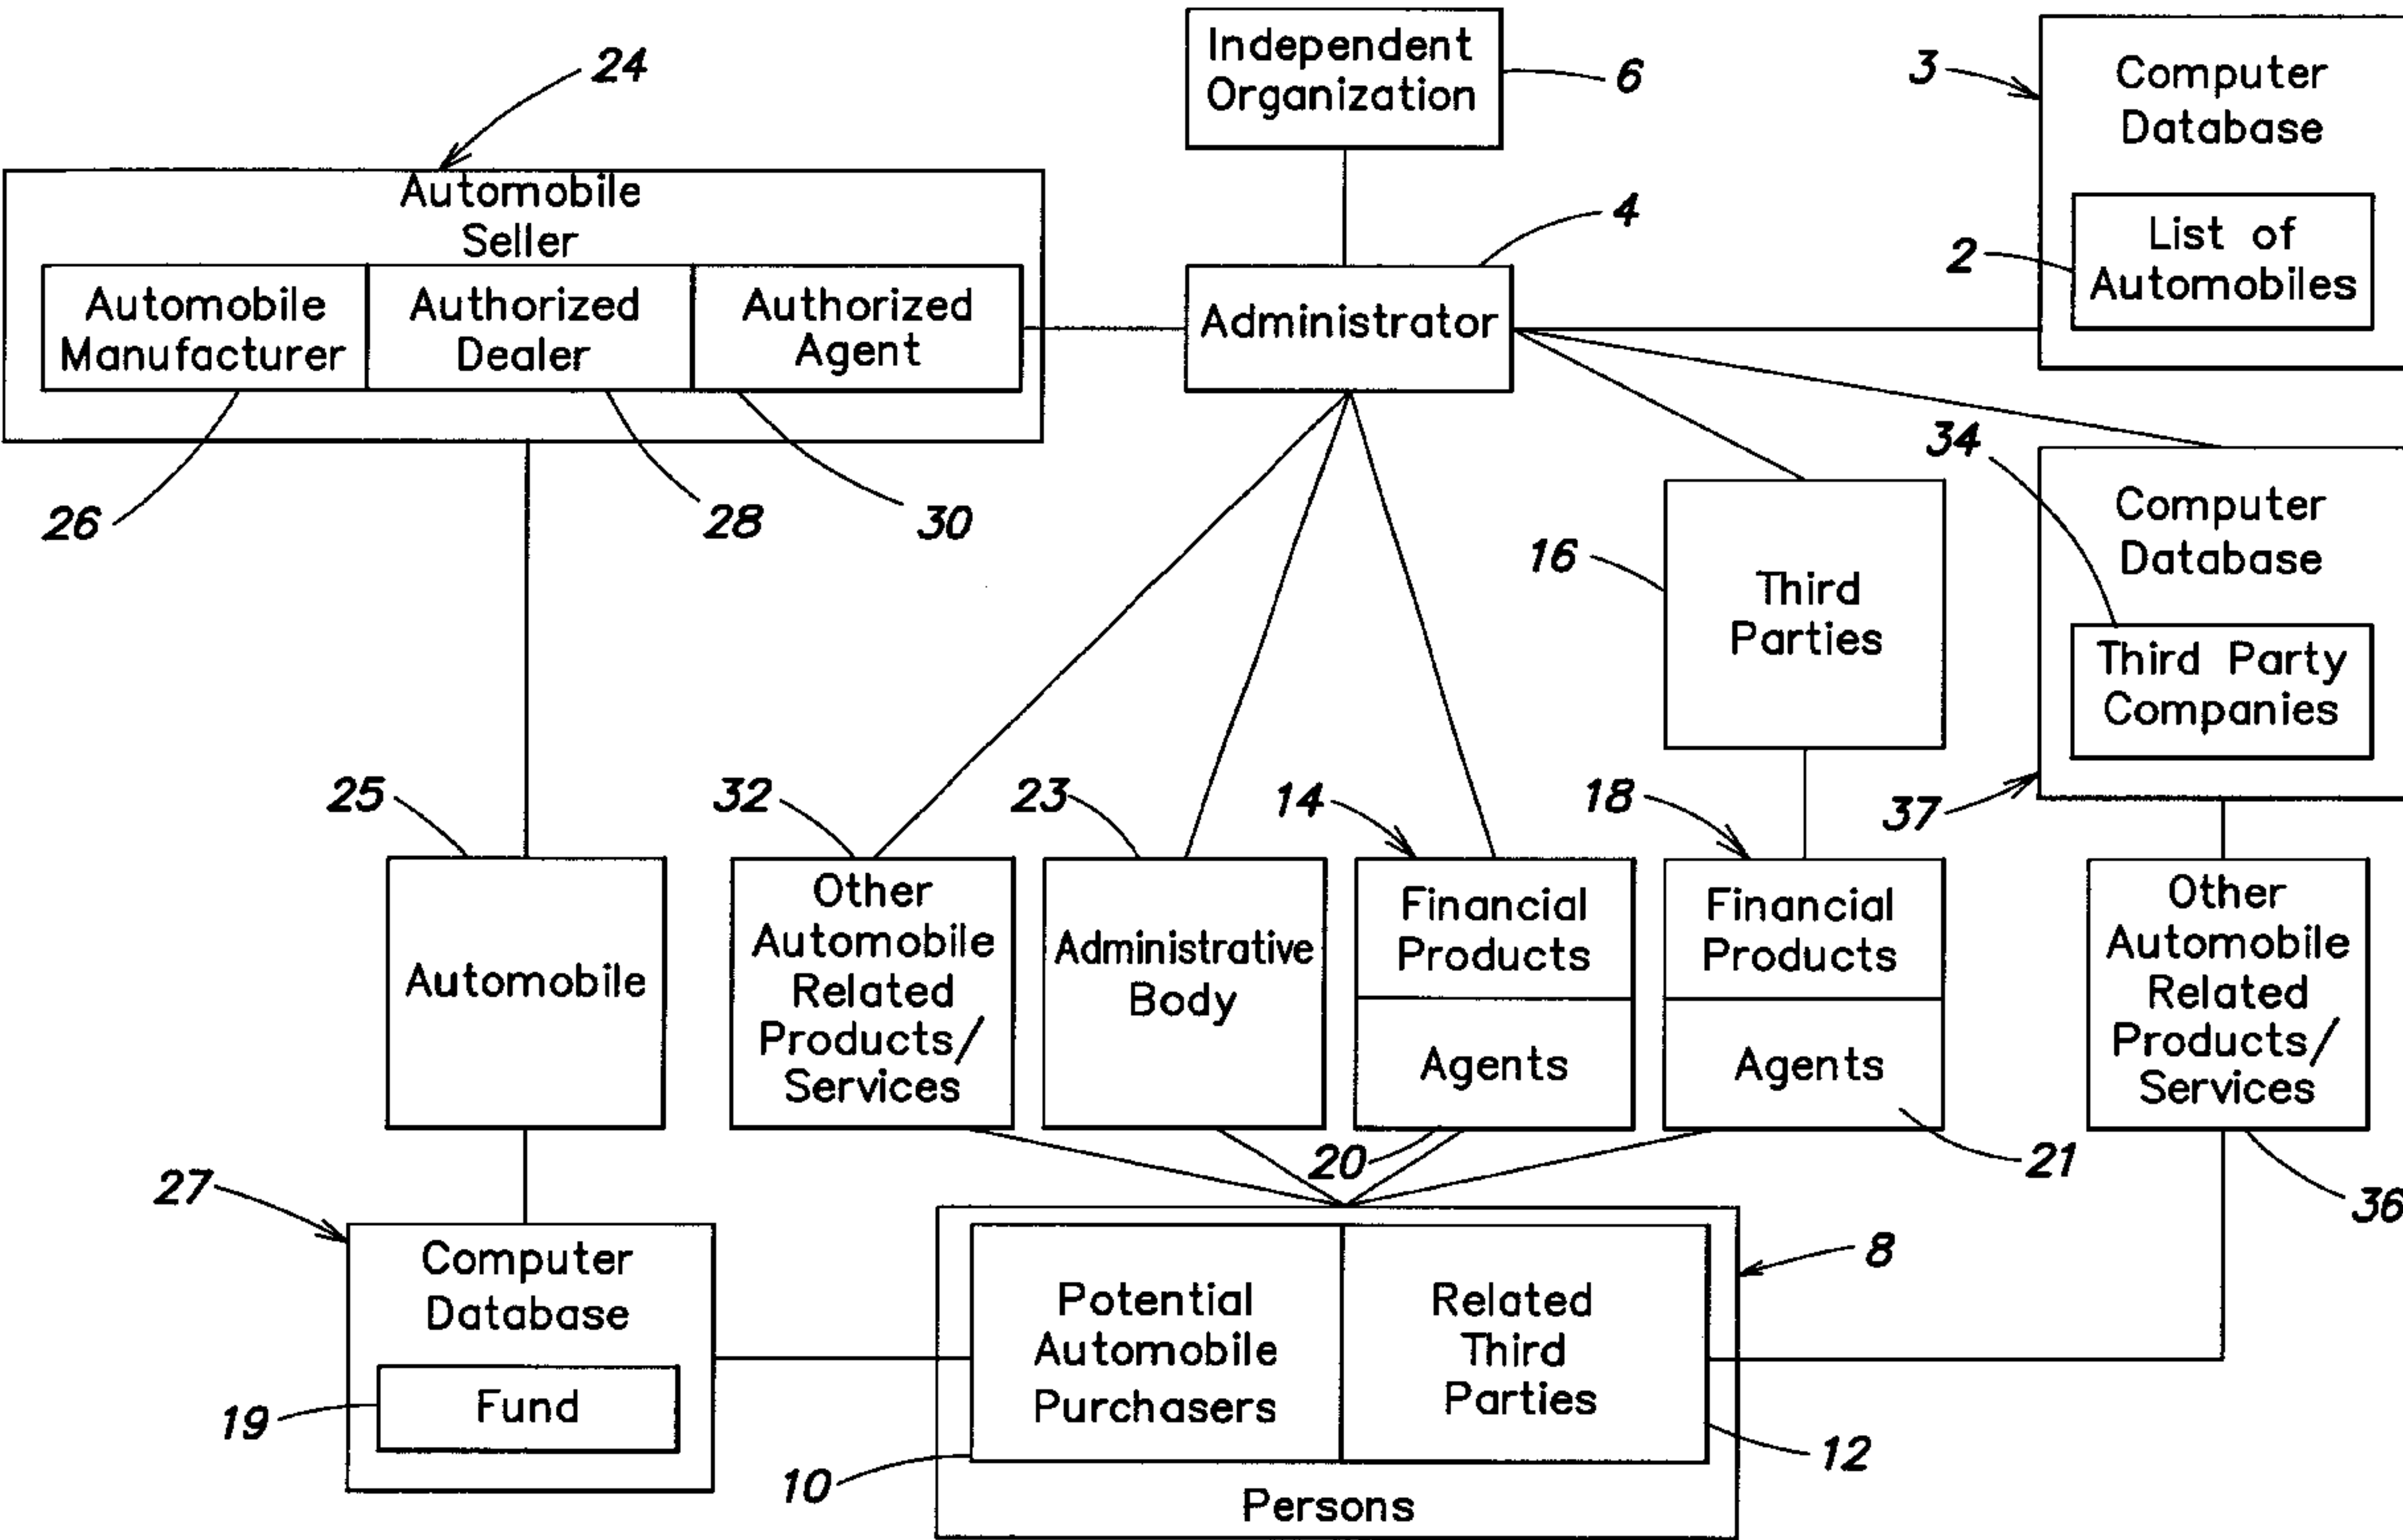 24
Independent
Organization
6
3
Computer
Database
2
List of
Automobiles
Automobile
Seller
Automobile
Manufacturer
Authorized
Dealer
Authorized
Agent
4
Administrator
26
28
30
16
Third
Parties
34
Computer
Database
Third Party
Companies
37
25
Automobile
32
Other
Automobile
Related
Products/
Services
23
Administrative
Body
14
Financial
Products
Agents
20
18
Financial
Products
Agents
21
Other
Automobile
Related
Products/
Services
36
27
Computer
Database
19
Fund
8
Potential
Automobile
Purchasers
10
Related
Third
Parties
12
Persons